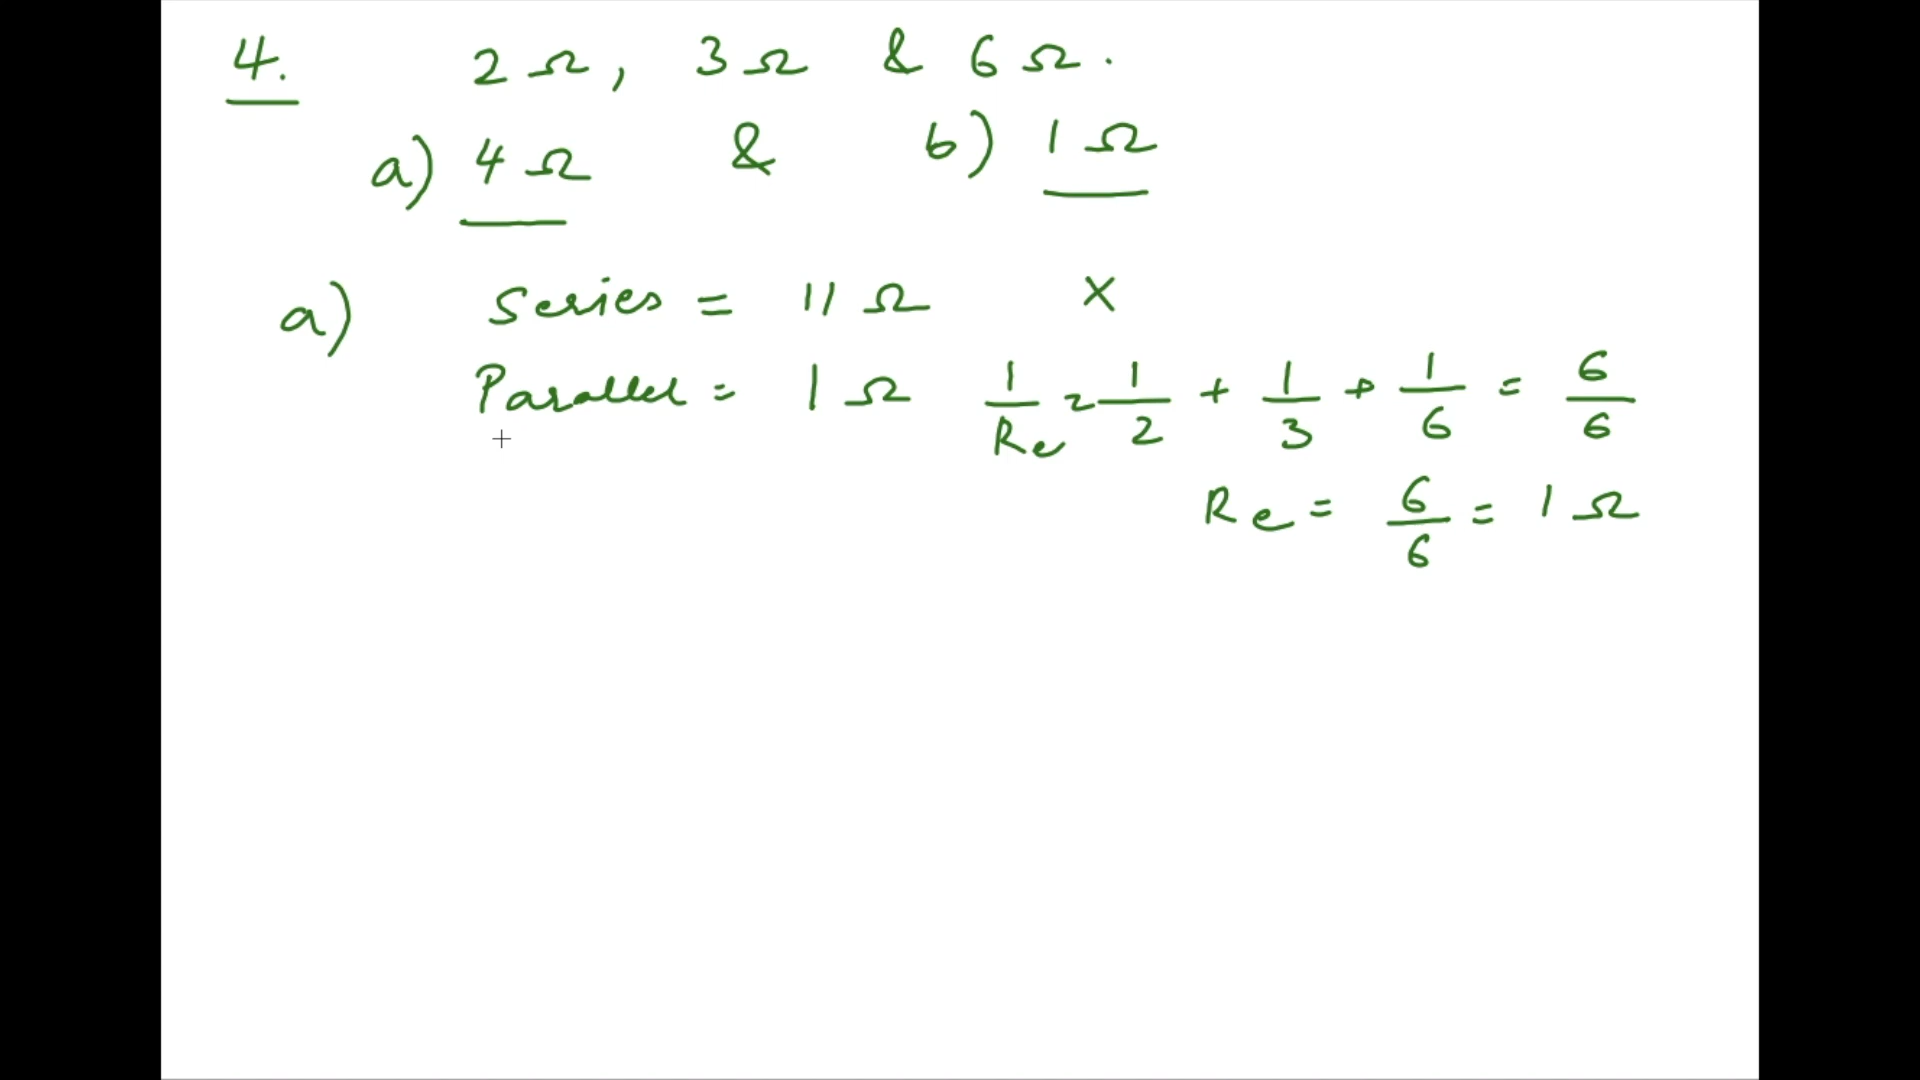 4. 2 Ω, 3 Ω & 6 Ω.
a) 4 Ω & b) 1 Ω
a) Series = 11 Ω ×
Parallel = 1 Ω 1/Re = 1/2 + 1/3 + 1/6 = 6/6
Re = 6/6 = 1 Ω